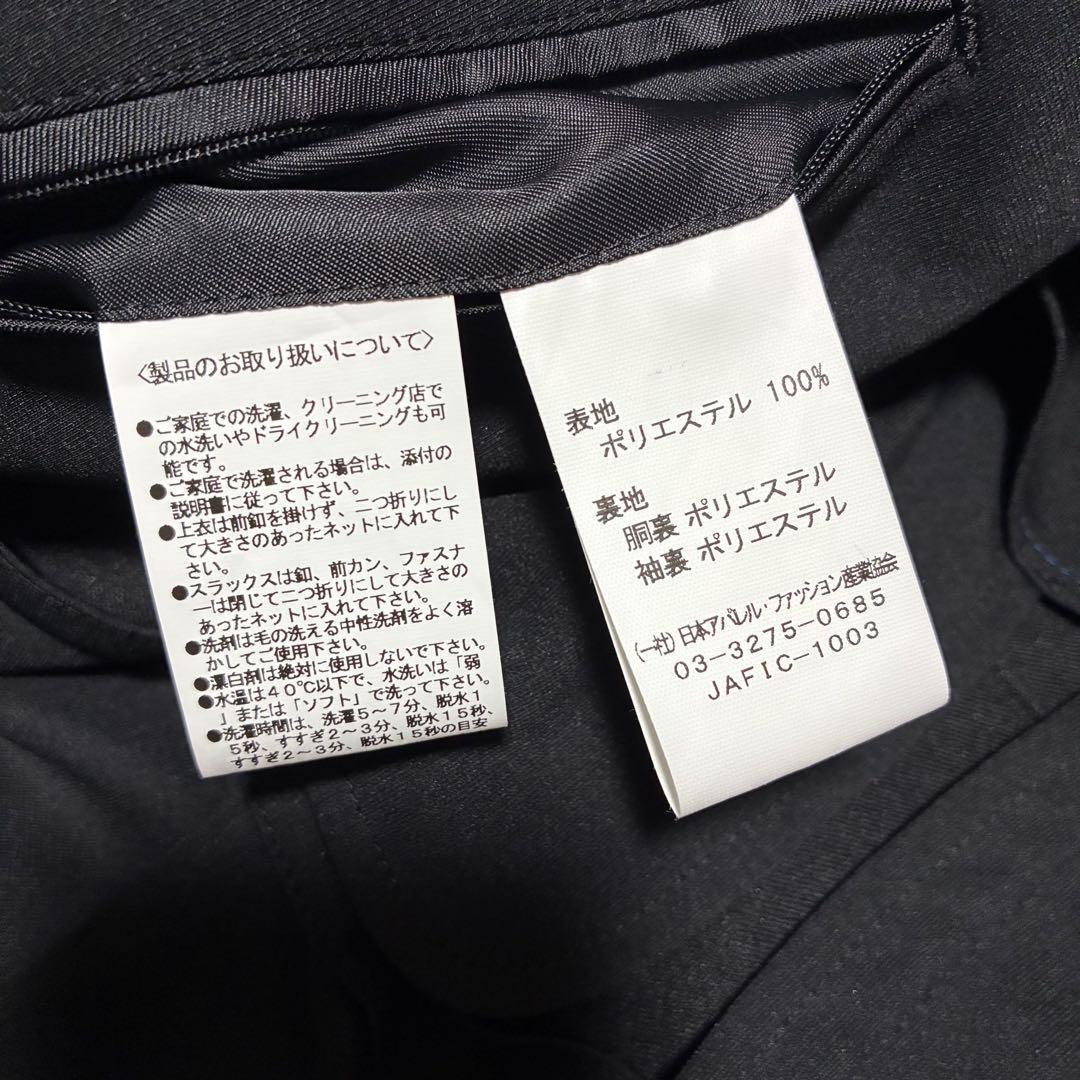 〈製品のお取り扱いについて〉
●ご家庭での洗濯、クリーニング店で
の水洗いやドライクリーニングも可
能です。
●ご家庭で洗濯される場合は、添付の
説明書に従って下さい。
●上衣は前釦を掛けず、二つ折りにし
て大きさのあったネットに入れて下
さい。
●スラックスは釦、前カン、ファスナ
ーは閉じて二つ折りにして大きさの
あったネットに入れて下さい。
●洗剤は毛の洗える中性洗剤をよく溶
かしてご使用下さい。
●漂白剤は絶対に使用しないで下さい。
●水温は40℃以下で、水洗いは「弱
」または「ソフト」で洗って下さい。
●洗濯時間は、洗濯5～7分、脱水1
5秒、すすぎ2～3分、脱水15秒、
すすぎ2～3分、脱水15秒の目安
表地
ポリエステル 100%
裏地
胴裏 ポリエステル
袖裏 ポリエステル
(一社)日本アパレル・ファッション産業協会
03-3275-0685
JAFIC-1003